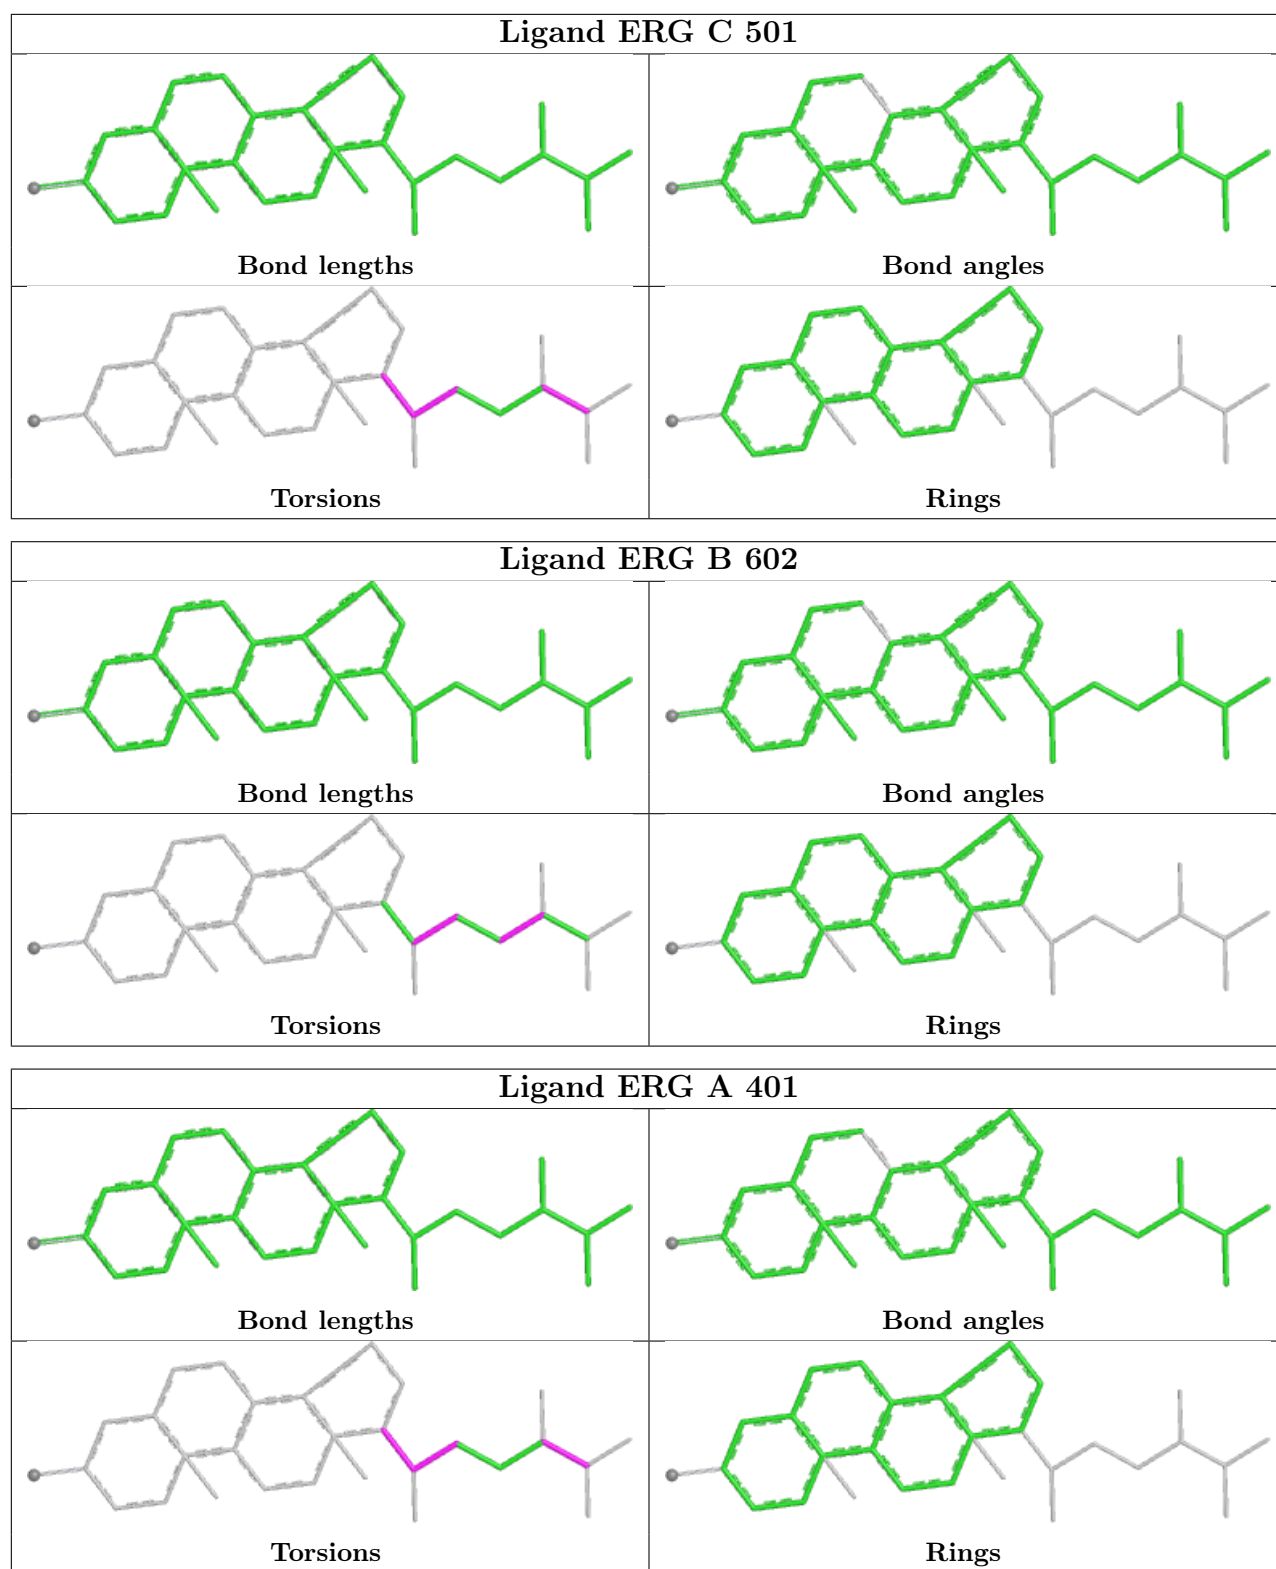 Ligand ERG C 501
Bond lengths
Bond angles
Torsions
Rings
Ligand ERG B 602
Bond lengths
Bond angles
Torsions
Rings
Ligand ERG A 401
Bond lengths
Bond angles
Torsions
Rings